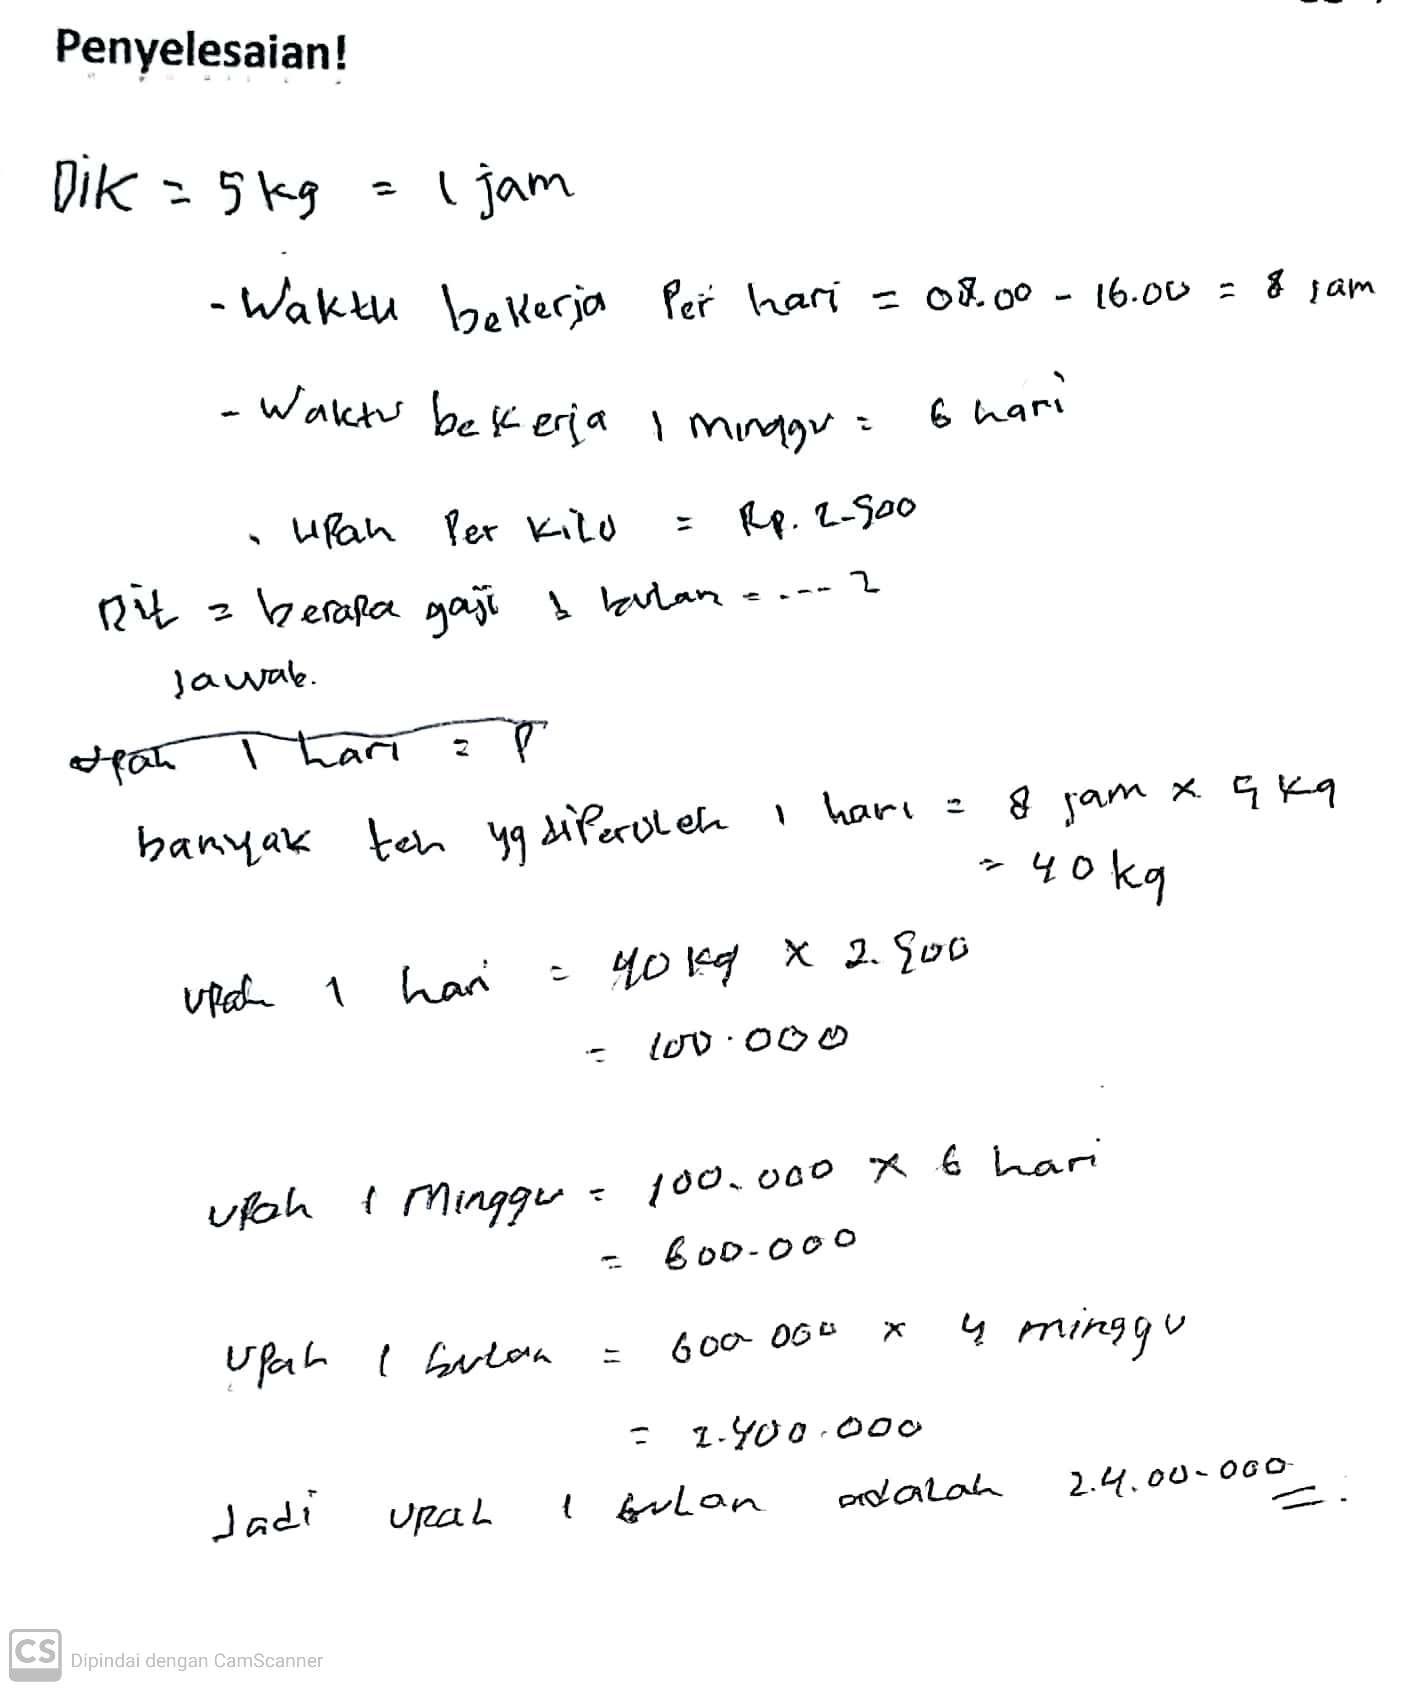 Penyelesaian!
Dik = 5 kg = 1 jam
- Waktu bekerja Per hari = 08.00 - 16.00 = 8 jam
- Waktu bekerja 1 minggu = 6 hari
- upah Per kilo = Rp. 2.500
Dit = berapa gaji 1 bulan = .... ?
Jawab.
upah 1 hari = P
banyak teh yg diperoleh 1 hari = 8 jam x 5 kg
= 40 kg
upah 1 hari = 40 kg x 2.500
= 100.000
upah 1 Minggu = 100.000 x 6 hari
= 600.000
upah 1 bulan = 600 000 x 4 minggu
= 2.400.000
Jadi upah 1 bulan adalah 2.4.00.000
CS Dipindai dengan CamScanner